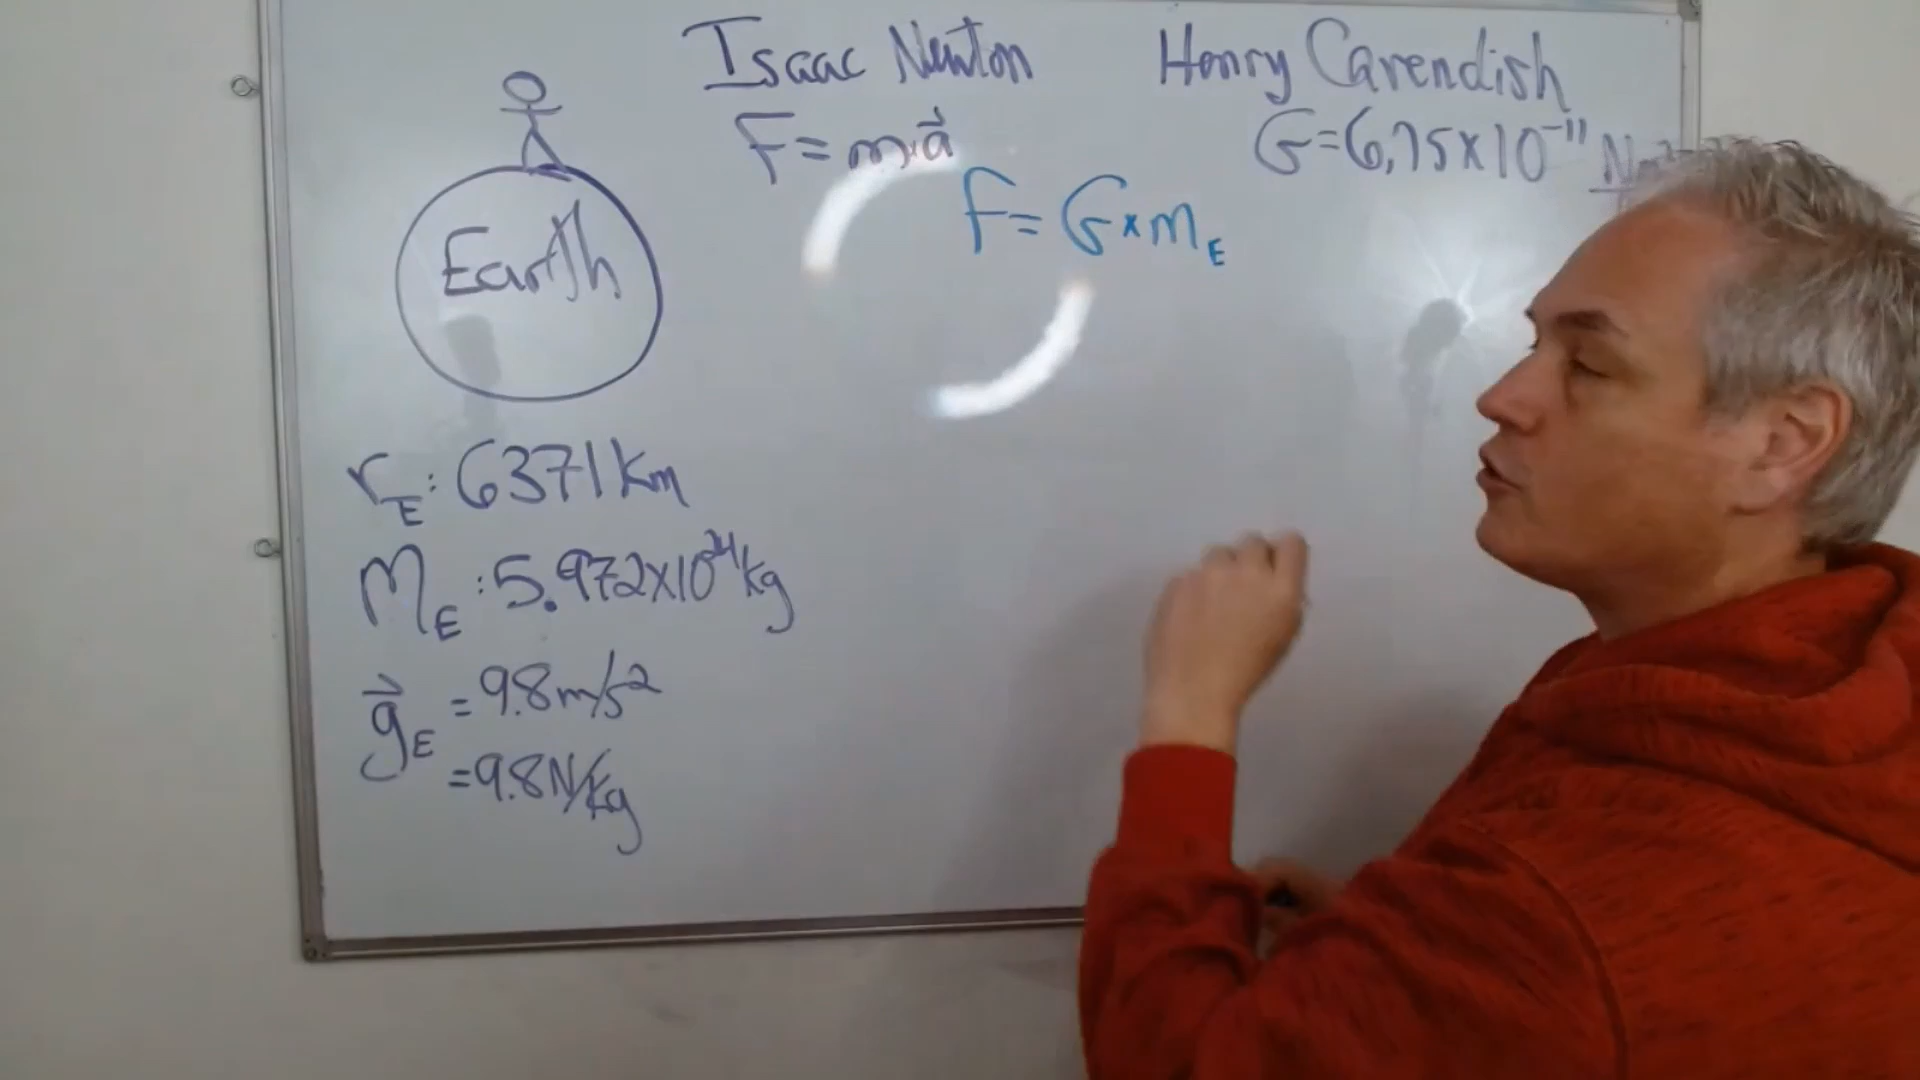 Isaac Newton
F = m×a⃗
Henry Cavendish
G=6,75×10⁻¹¹
F = G×m_E
Earth
r_E: 6371 km
M_E: 5.972×10²⁴ kg
g⃗_E = 9.8 m/s²
=9.8 N/kg